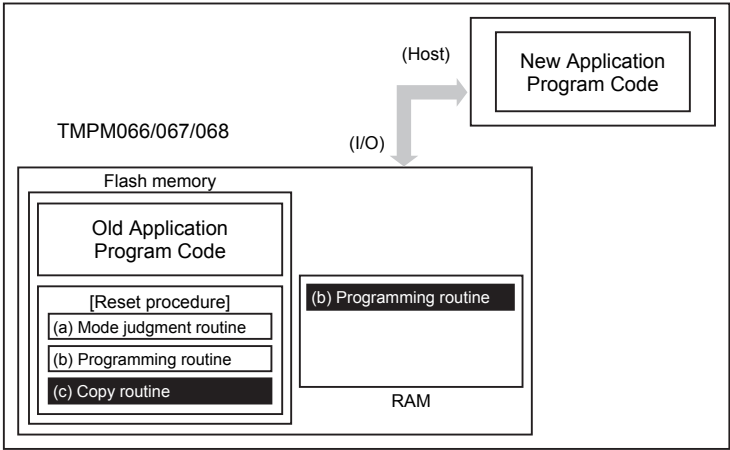 (Host)
New Application
Program Code
TMPM066/067/068
(I/O)
Flash memory
Old Application
Program Code
[Reset procedure]
(a) Mode judgment routine
(b) Programming routine
(c) Copy routine
(b) Programming routine
RAM